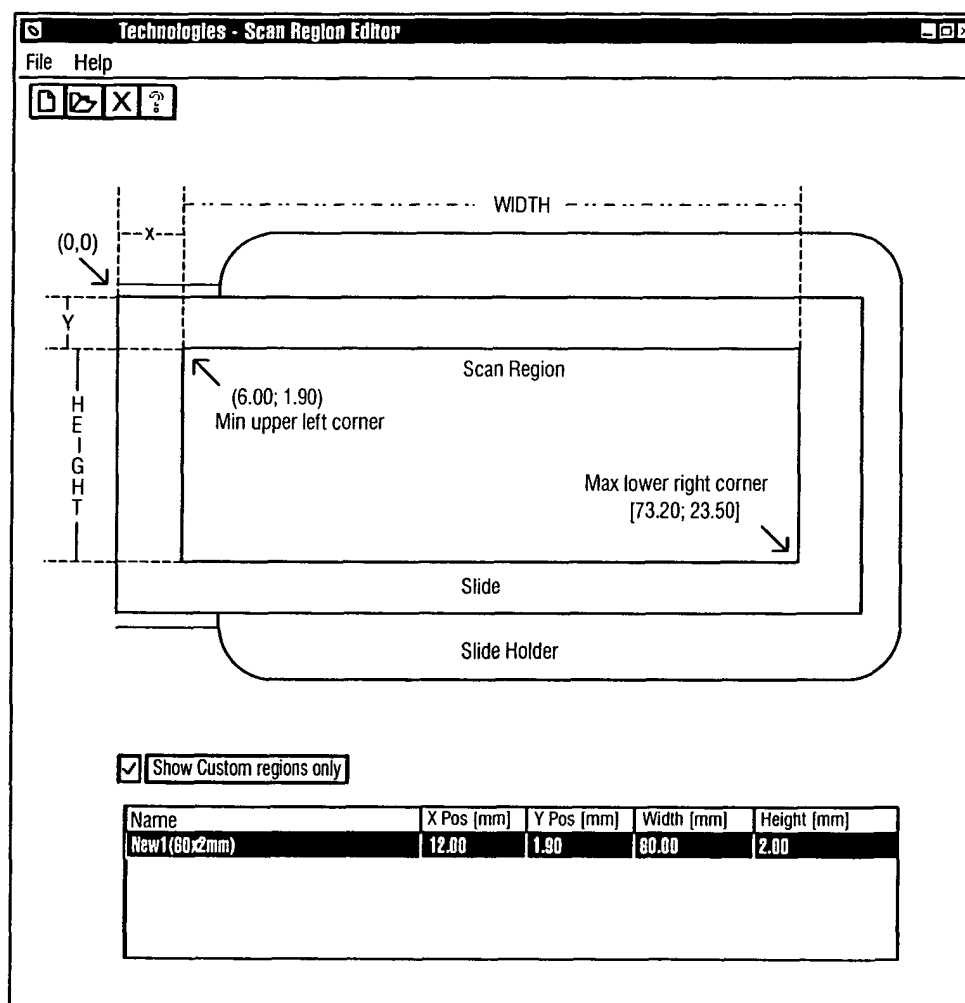 Technologies - Scan Region Editor
File Help
WIDTH
X
(0,0)
Y
Scan Region
(6.00; 1.90)
Min upper left corner
HEIGHT
Max lower right corner
[73.20; 23.50]
Slide
Slide Holder
Show Custom regions only
Name X Pos [mm] Y Pos [mm] Width [mm] Height [mm]
New1(60x2mm) 12.00 1.90 60.00 2.00